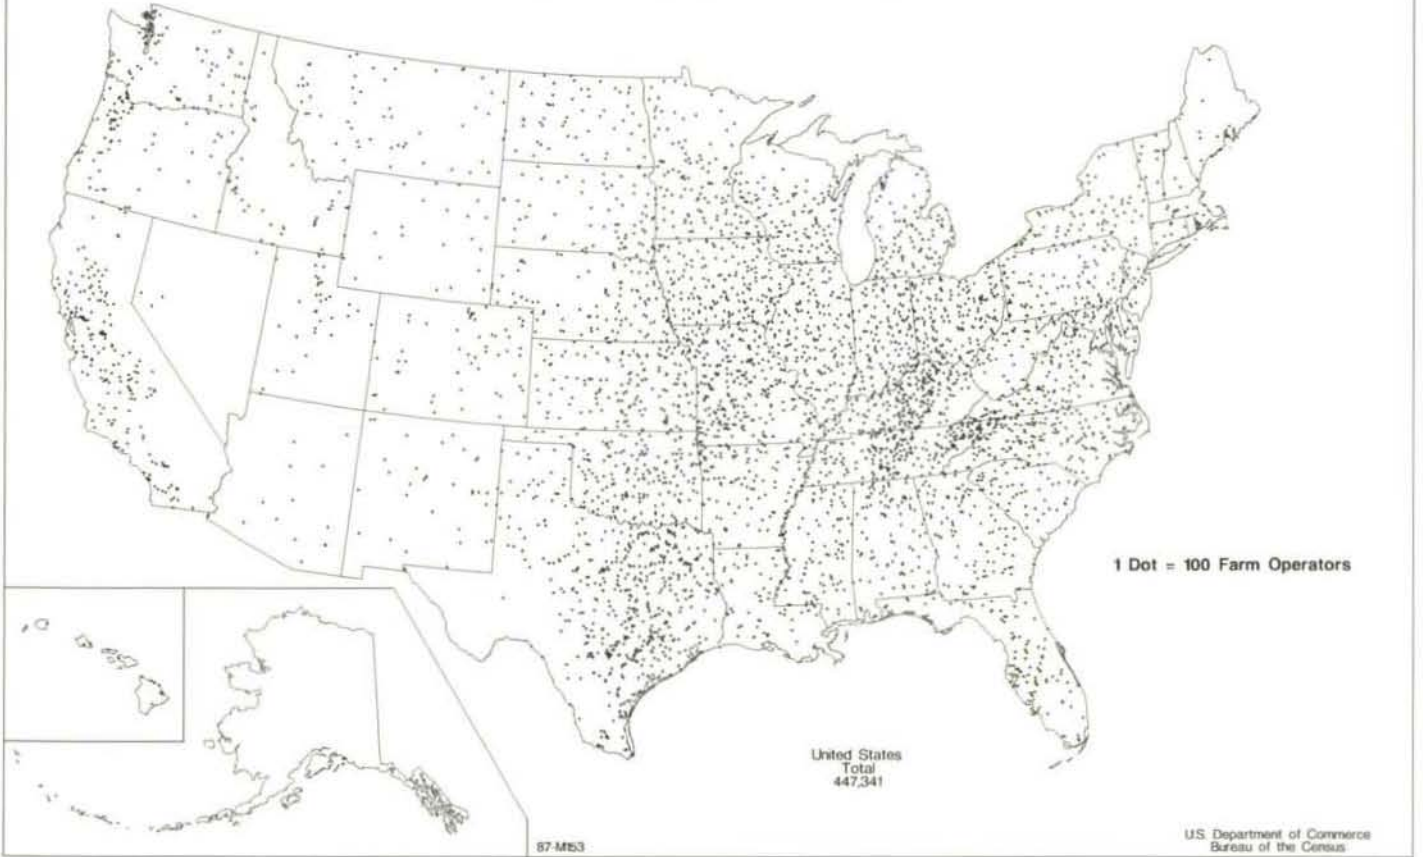 1 Dot = 100 Farm Operators
United States
Total
447,341
87-M153
U.S. Department of Commerce
Bureau of the Census